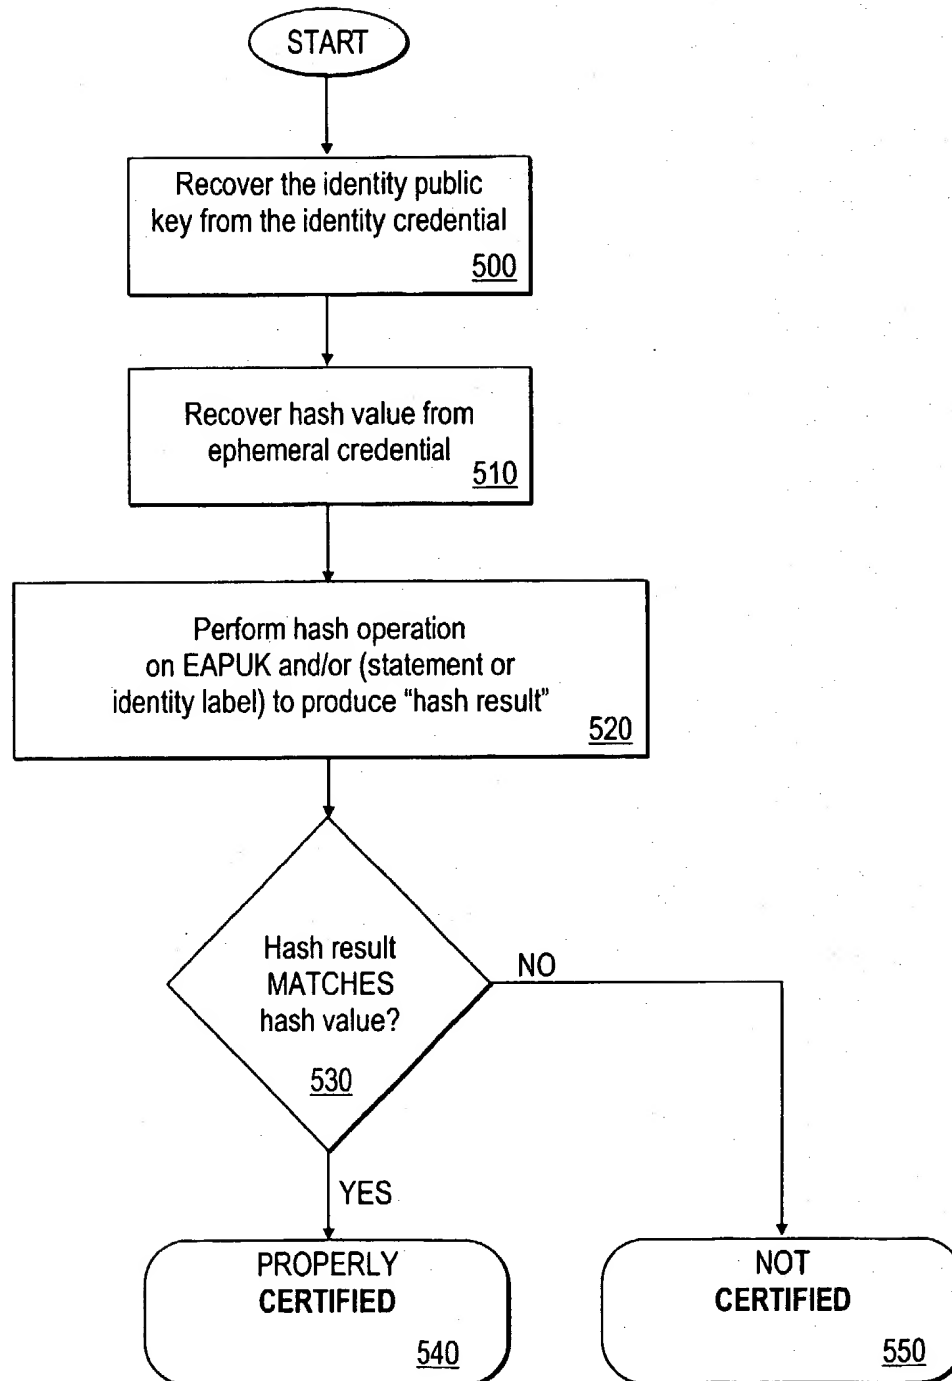 START
Recover the identity public
key from the identity credential
500
Recover hash value from
ephemeral credential
510
Perform hash operation
on EAPUK and/or (statement or
identity label) to produce “hash result”
520
Hash result
MATCHES
hash value?
530
NO
YES
PROPERLY
CERTIFIED
540
NOT
CERTIFIED
550